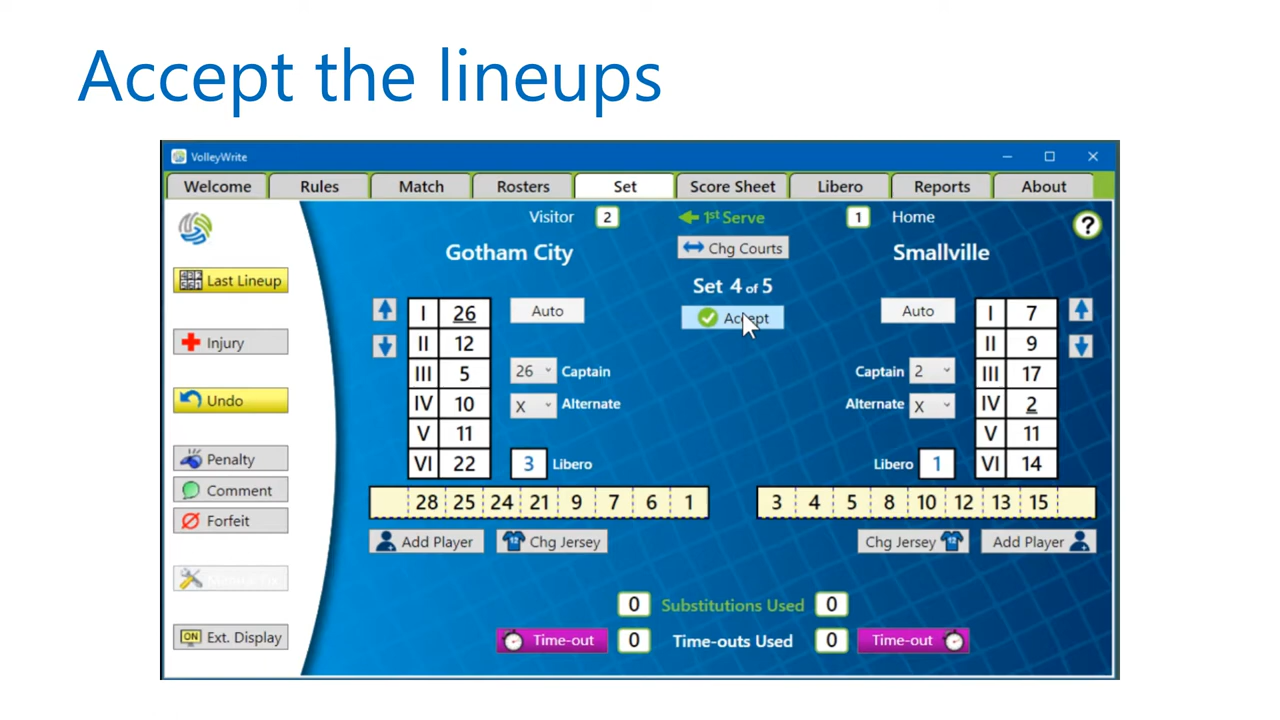 Accept the lineups
VolleyWrite
Welcome Rules Match Rosters Set Score Sheet Libero Reports About
Visitor 2 1st Serve 1 Home ?
Chg Courts
Gotham City Smallville
Last Lineup
Set 4 of 5
I 26 Auto Accept Auto I 7
Injury
II 12 II 9
III 5 26 Captain Captain 2 III 17
Undo
IV 10 X Alternate Alternate X IV 2
V 11 V 11
Penalty
VI 22 3 Libero Libero 1 VI 14
Comment
28 25 24 21 9 7 6 1 3 4 5 8 10 12 13 15
Forfeit
Add Player Chg Jersey Chg Jersey Add Player
0 Substitutions Used 0
ON Ext. Display
Time-out 0 Time-outs Used 0 Time-out